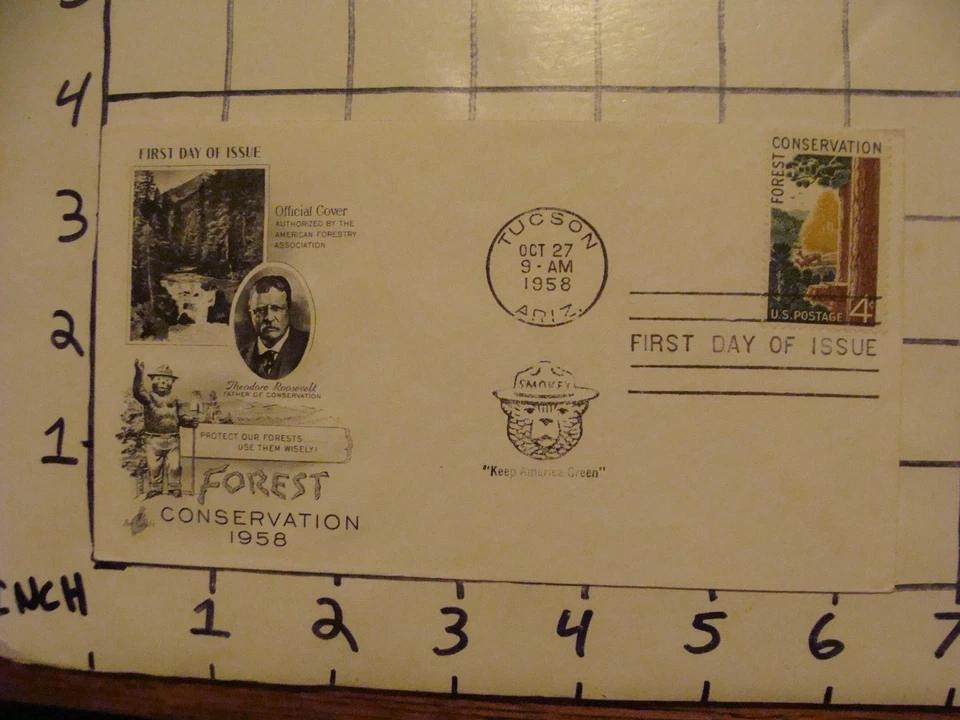 4
3
2
1
INCH
1 2 3 4 5 6 7
FIRST DAY OF ISSUE
Official Cover
AUTHORIZED BY THE
AMERICAN FORESTRY
ASSOCIATION
Theodore Roosevelt
FATHER OF CONSERVATION
PROTECT OUR FORESTS
USE THEM WISELY!
FOREST
CONSERVATION
1958
TUCSON
OCT 27
9 - AM
1958
ARIZ.
SMOKEY
"Keep America Green"
FOREST
CONSERVATION
U.S. POSTAGE 4¢
FIRST DAY OF ISSUE